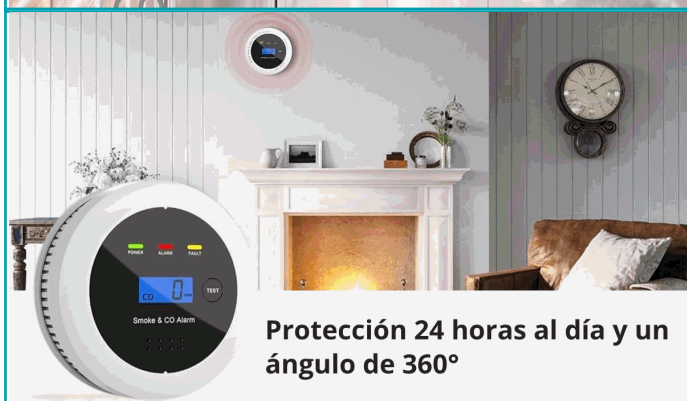 POWER ALARM FAULT
CO 0
TEST
Smoke & CO Alarm
Protección 24 horas al día y un
ángulo de 360°